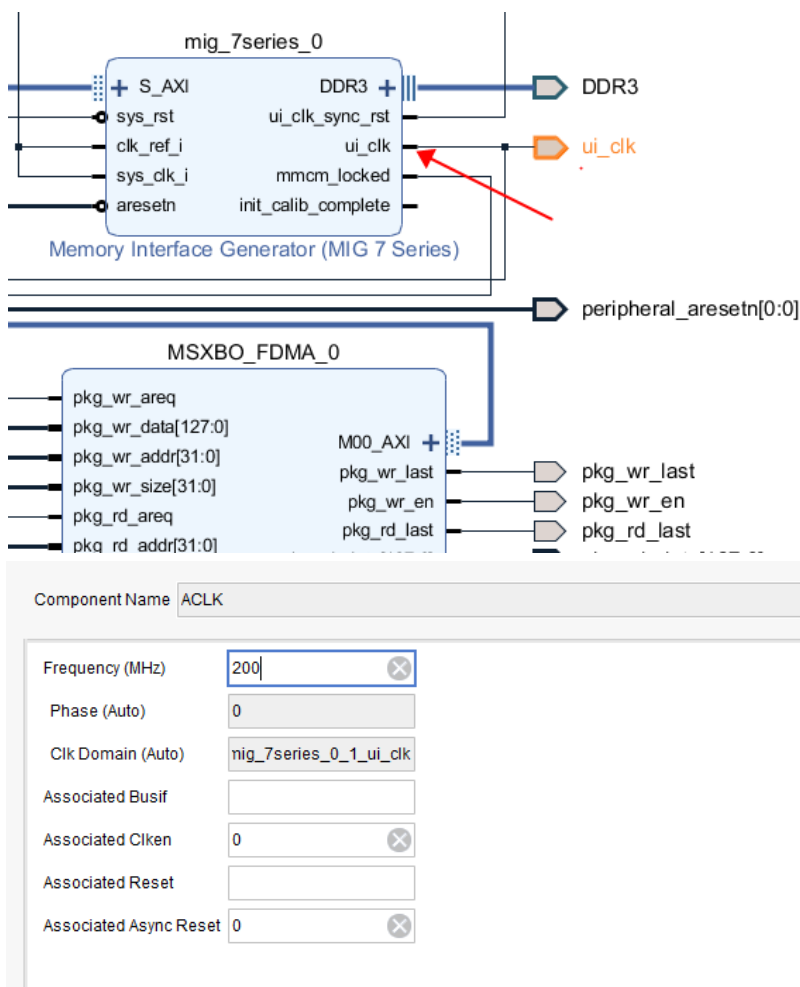 mig_7series_0
S_AXI DDR3
sys_rst ui_clk_sync_rst
clk_ref_i ui_clk
sys_clk_i mmcm_locked
aresetn init_calib_complete
Memory Interface Generator (MIG 7 Series)
DDR3
ui_clk
peripheral_aresetn[0:0]
MSXBO_FDMA_0
pkg_wr_areq
pkg_wr_data[127:0]
pkg_wr_addr[31:0]
pkg_wr_size[31:0]
pkg_rd_areq
pkg_rd_addr[31:0]
M00_AXI
pkg_wr_last
pkg_wr_en
pkg_rd_last
pkg_wr_last
pkg_wr_en
pkg_rd_last
Component Name ACLK
Frequency (MHz) 200
Phase (Auto) 0
Clk Domain (Auto) mig_7series_0_1_ui_clk
Associated Busif
Associated Clken 0
Associated Reset
Associated Async Reset 0